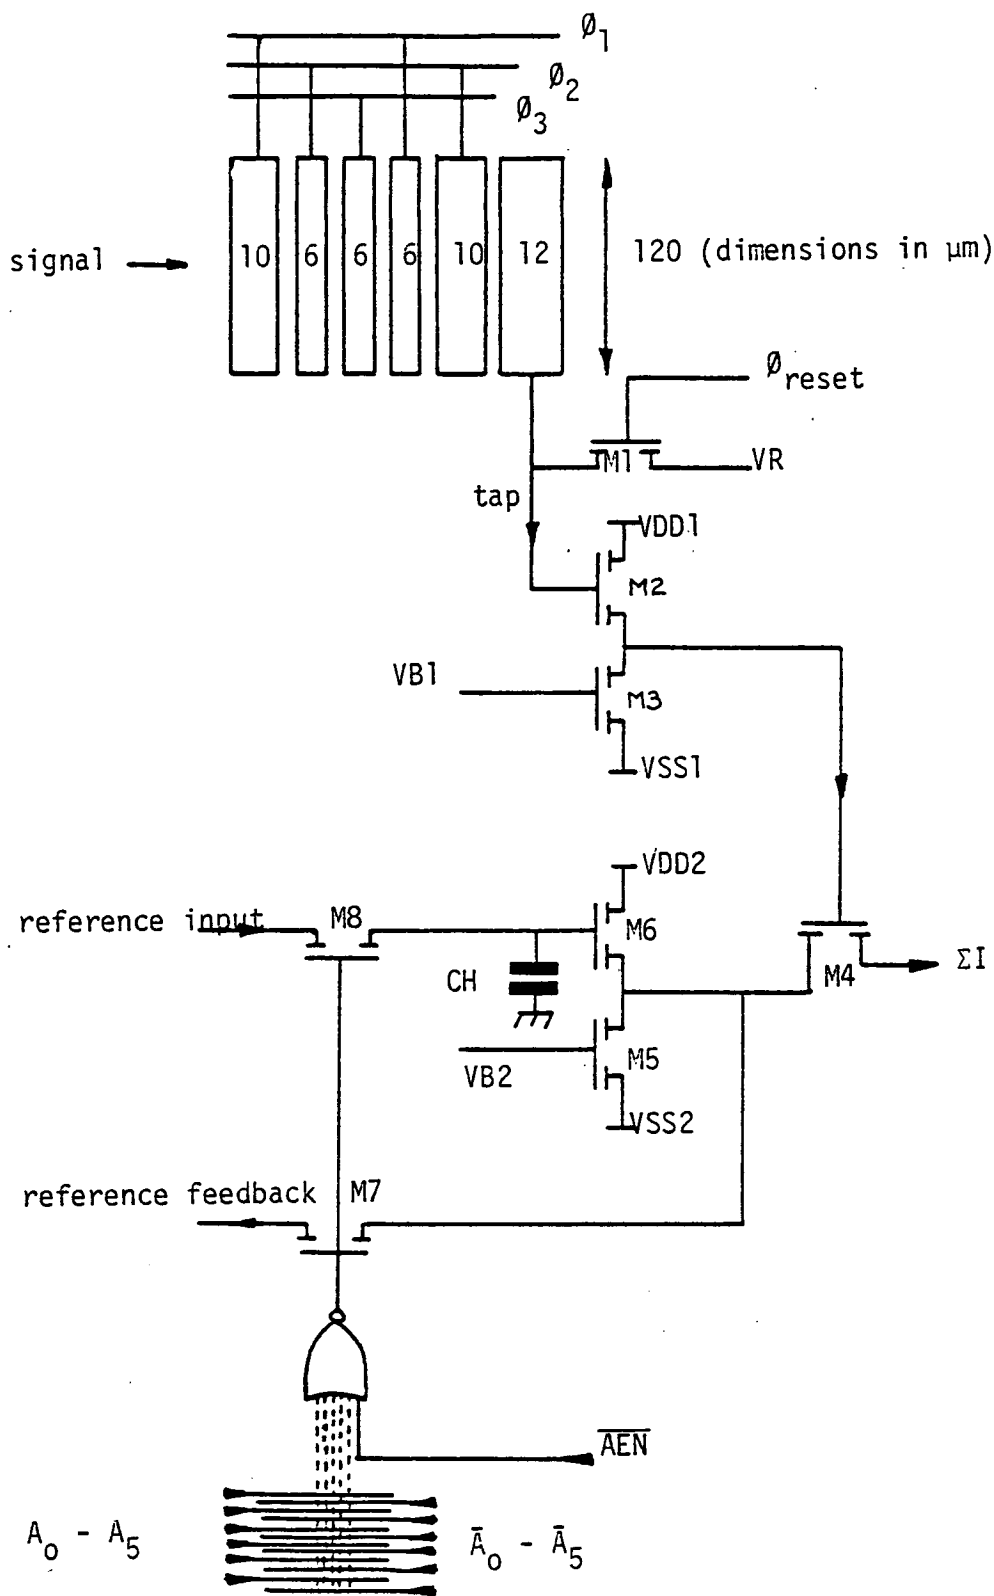 Ø1
Ø2
Ø3
signal
10 6 6 6 10 12
120 (dimensions in µm)
Øreset
M1
VR
tap
VDD1
M2
VB1
M3
VSS1
VDD2
reference input
M8
M6
CH
M4
ΣI
VB2
M5
VSS2
reference feedback
M7
A̅E̅N̅
A0 - A5
Ā0 - Ā5